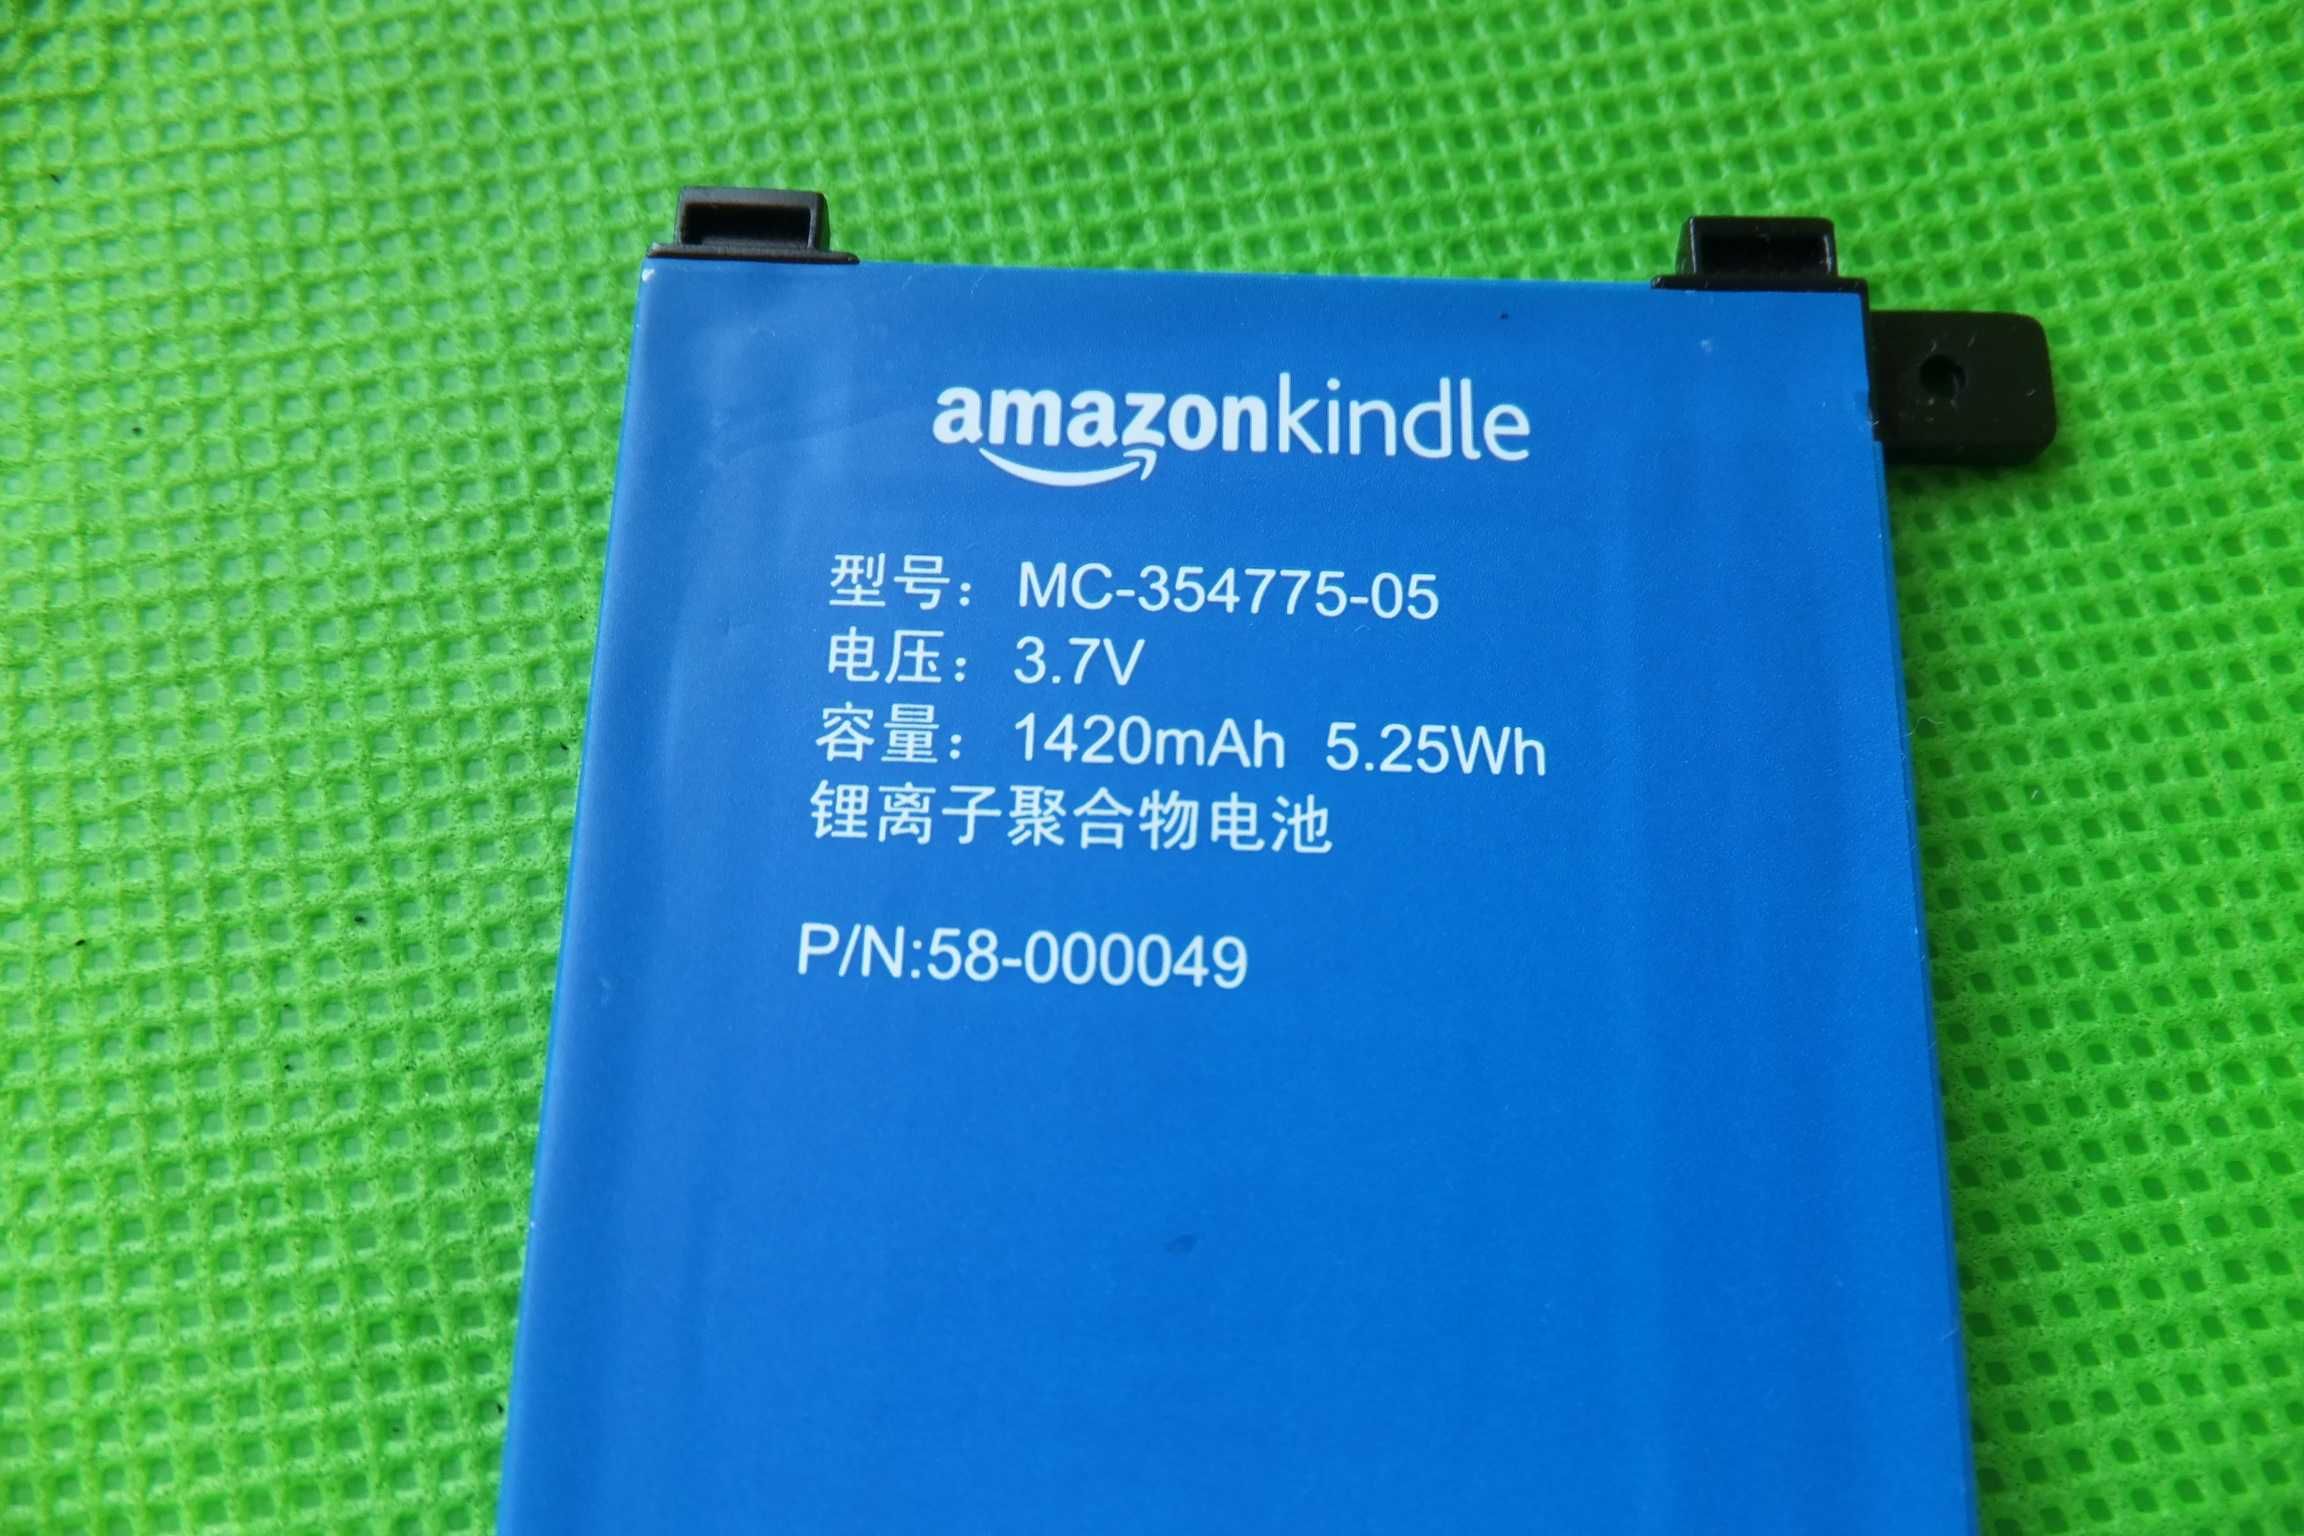 amazonkindle
型号：MC-354775-05
电压：3.7V
容量：1420mAh 5.25Wh
锂离子聚合物电池
P/N:58-000049